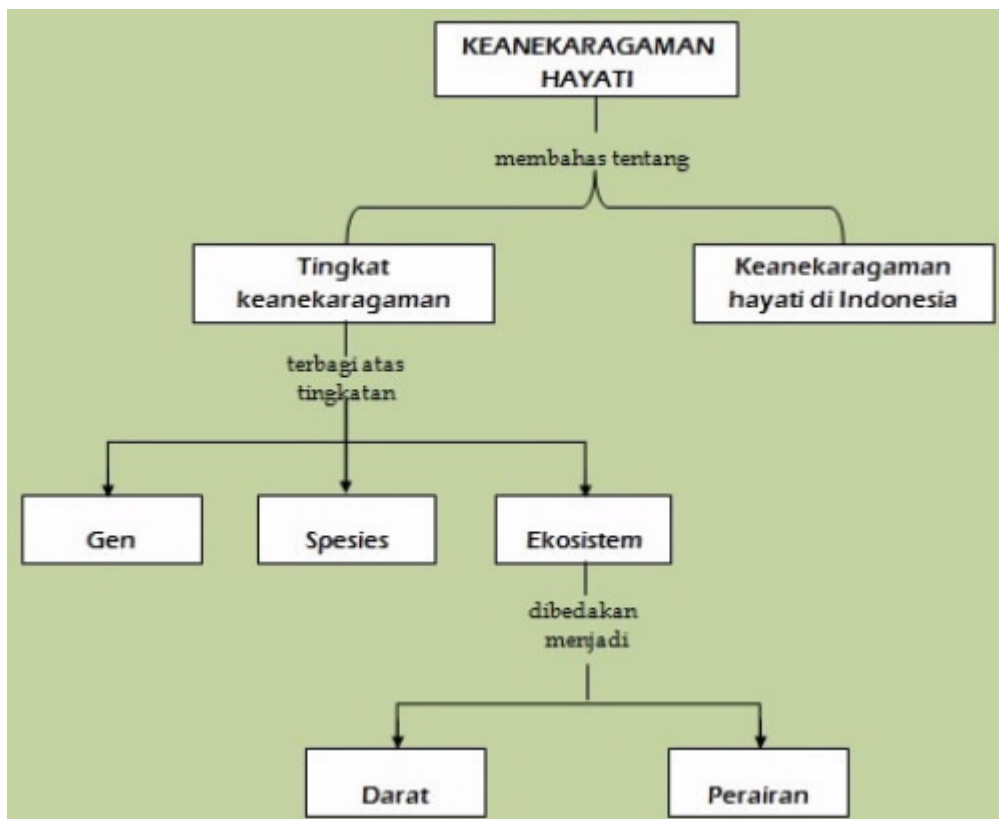 KEANEKARAGAMAN
HAYATI
membahas tentang
Tingkat
keanekaragaman
Keanekaragaman
hayati di Indonesia
terbagi atas
tingkatan
Gen
Spesies
Ekosistem
dibedakan
menjadi
Darat
Perairan